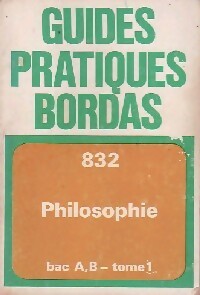 GUIDES
PRATIQUES
BORDAS
832
Philosophie
bac A,B – tome 1